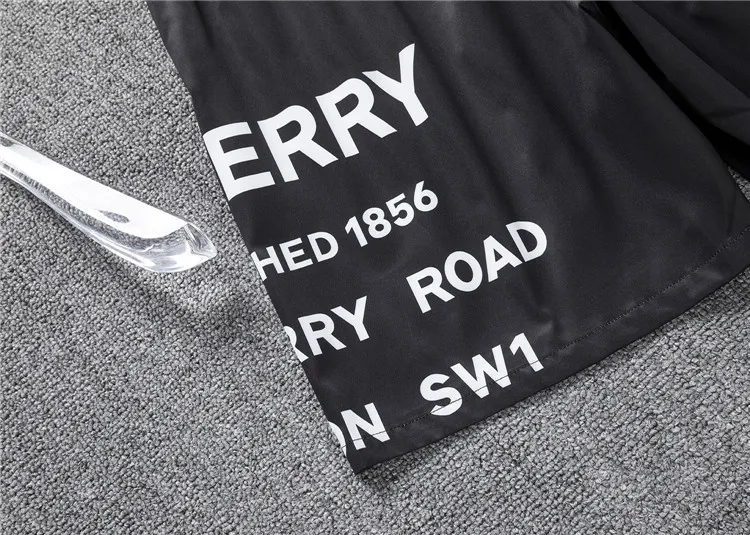 ERRY
HED 1856
RRY ROAD
ON SW1